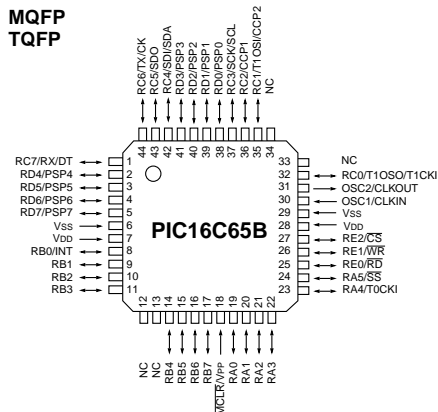 MQFP
TQFP
RC6/TX/CK
RC5/SDO
RC4/SDI/SDA
RD3/PSP3
RD2/PSP2
RD1/PSP1
RD0/PSP0
RC3/SCK/SCL
RC2/CCP1
RC1/T1OSI/CCP2
NC
44
43
42
41
40
39
38
37
36
35
34
RC7/RX/DT 1
RD4/PSP4 2
RD5/PSP5 3
RD6/PSP6 4
RD7/PSP7 5
VSS 6
VDD 7
RB0/INT 8
RB1 9
RB2 10
RB3 11
PIC16C65B
33 NC
32 RC0/T1OSO/T1CKI
31 OSC2/CLKOUT
30 OSC1/CLKIN
29 VSS
28 VDD
27 RE2/CS
26 RE1/WR
25 RE0/RD
24 RA5/SS
23 RA4/T0CKI
12
13
14
15
16
17
18
19
20
21
22
NC
NC
RB4
RB5
RB6
RB7
MCLR/VPP
RA0
RA1
RA2
RA3